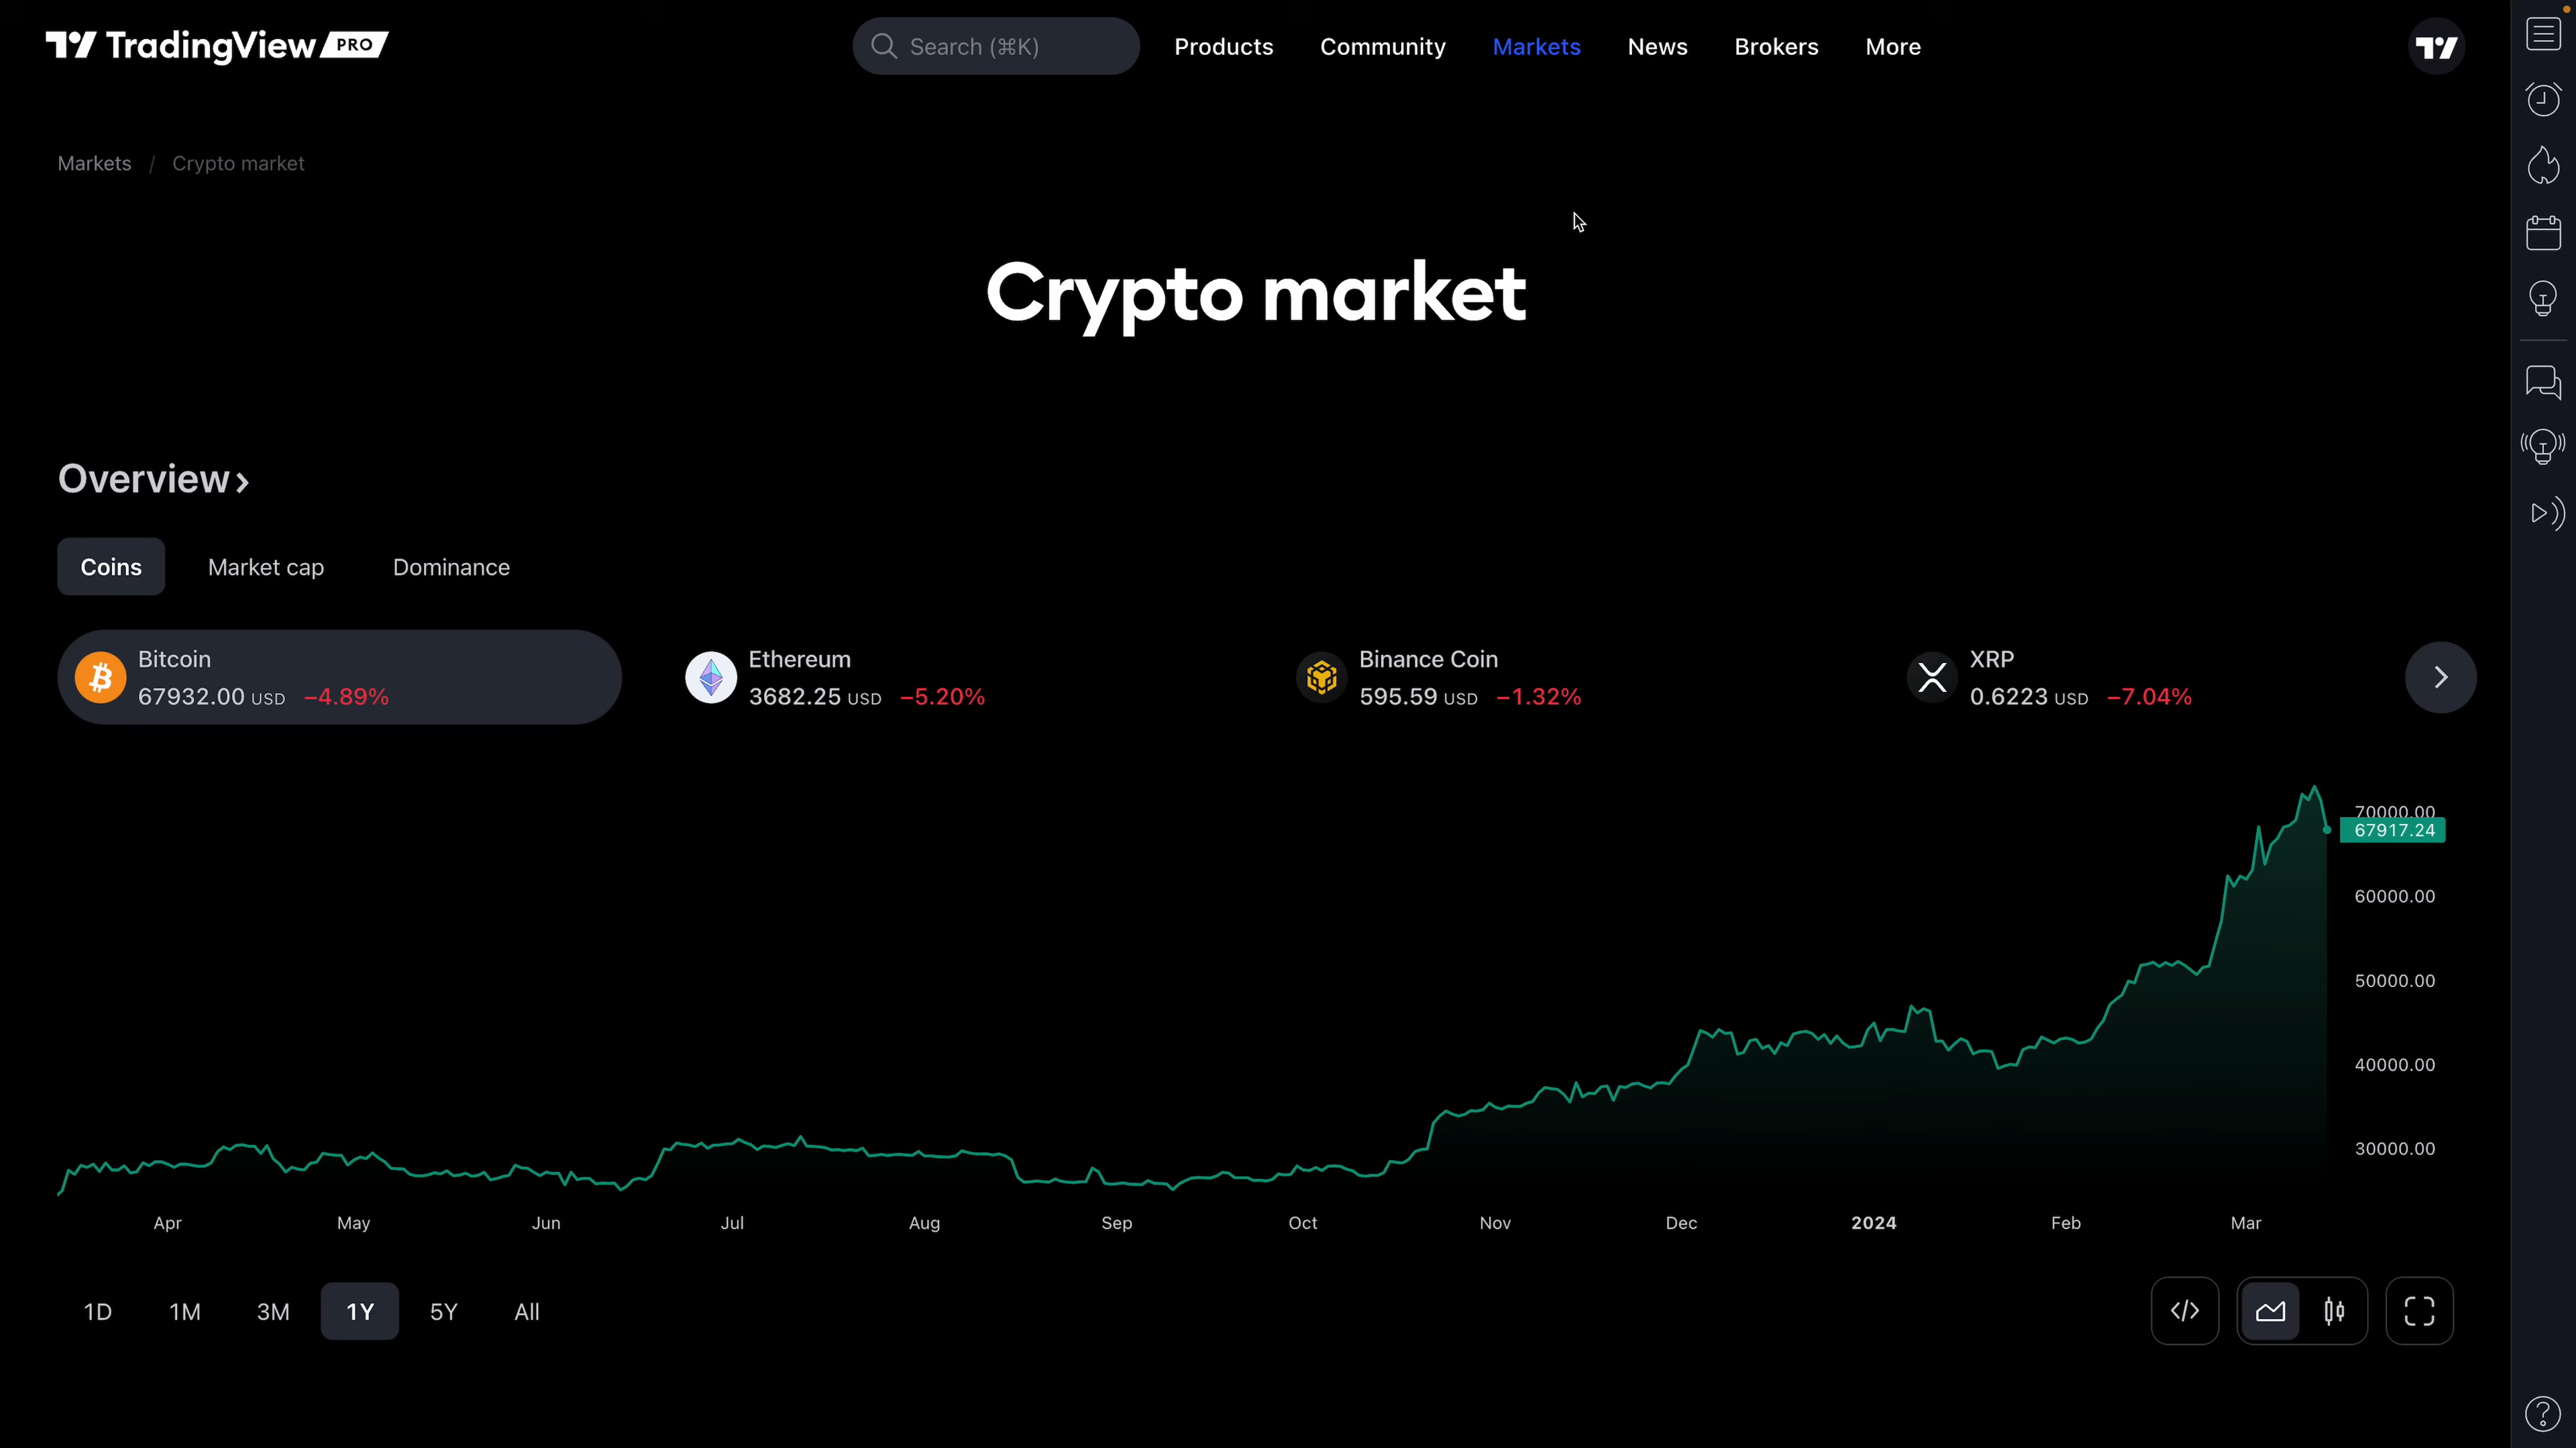 TradingView PRO
Search (⌘K)
Products
Community
Markets
News
Brokers
More
Markets / Crypto market
Crypto market
Overview ›
Coins
Market cap
Dominance
Bitcoin
67932.00 USD −4.89%
Ethereum
3682.25 USD −5.20%
Binance Coin
595.59 USD −1.32%
XRP
0.6223 USD −7.04%
70000.00
67917.24
60000.00
50000.00
40000.00
30000.00
Apr May Jun Jul Aug Sep Oct Nov Dec 2024 Feb Mar
1D 1M 3M 1Y 5Y All